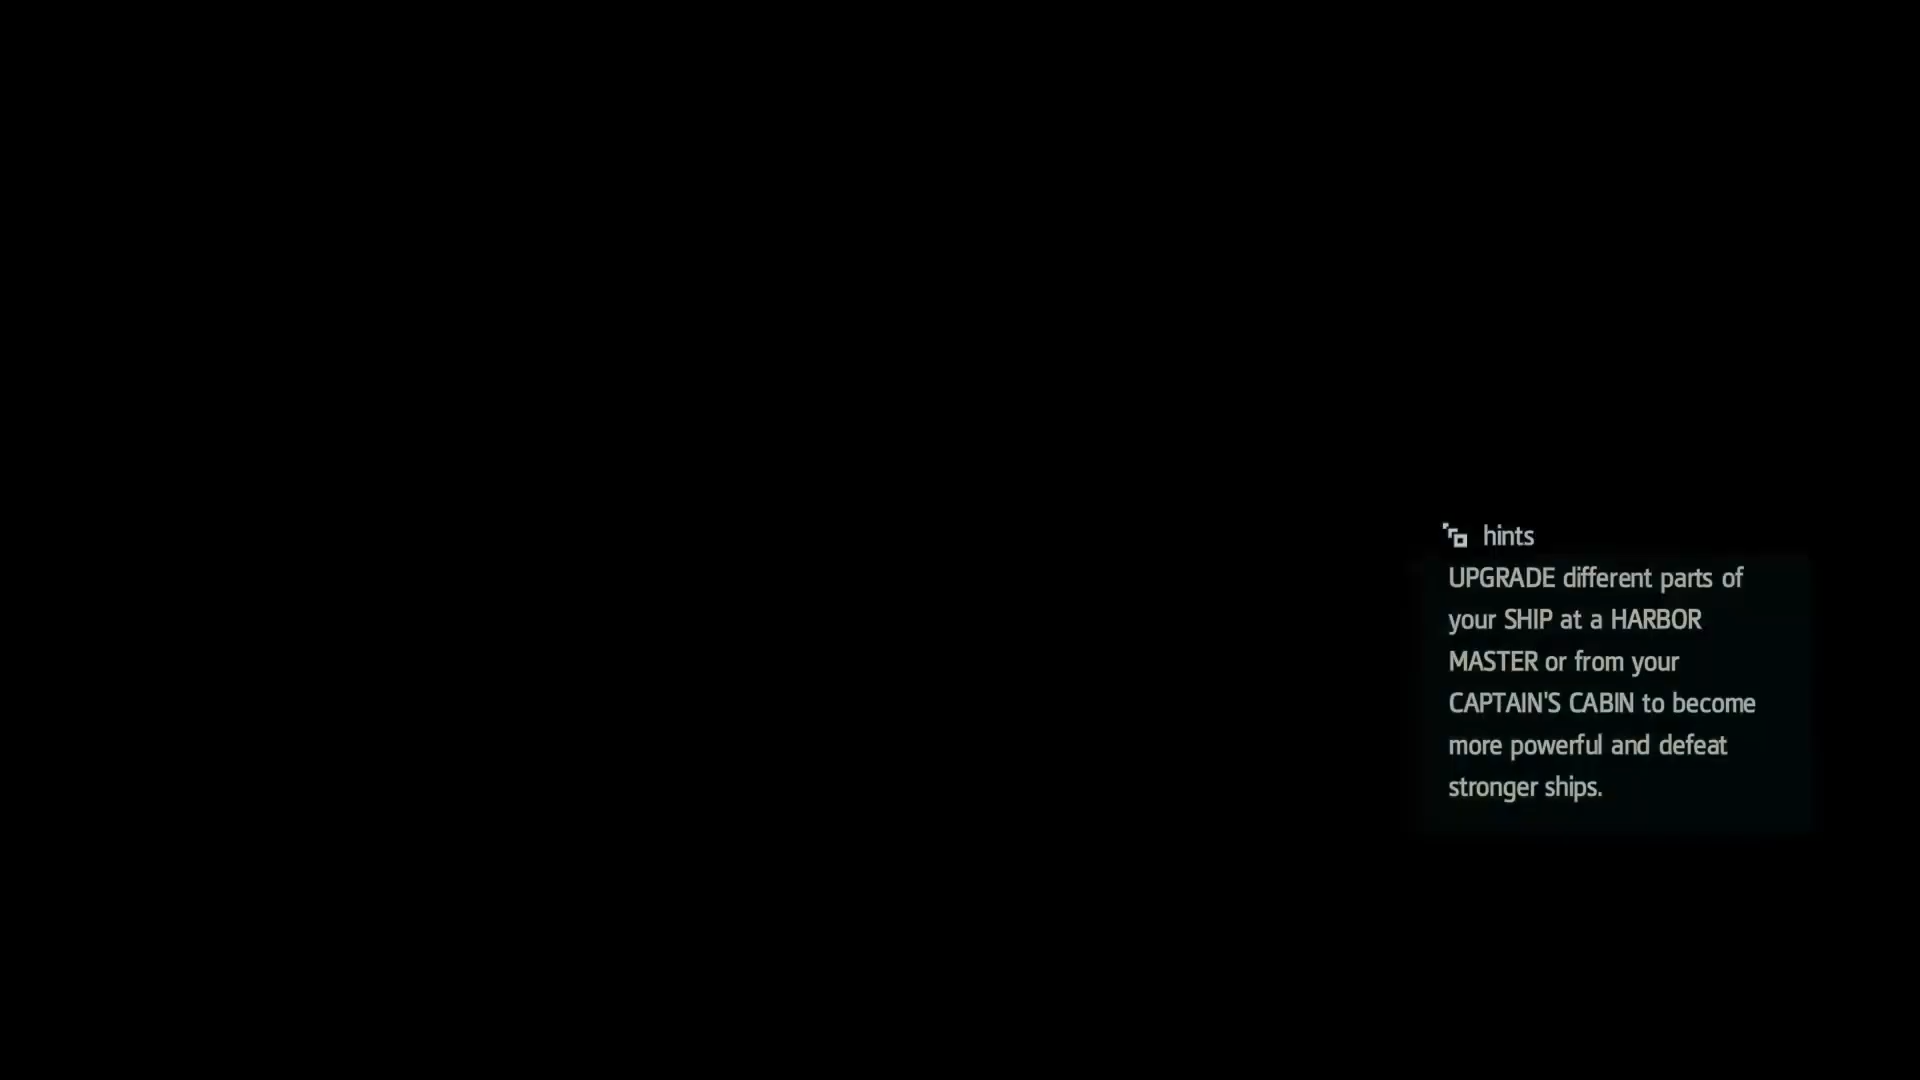 hints
UPGRADE different parts of
your SHIP at a HARBOR
MASTER or from your
CAPTAIN'S CABIN to become
more powerful and defeat
stronger ships.